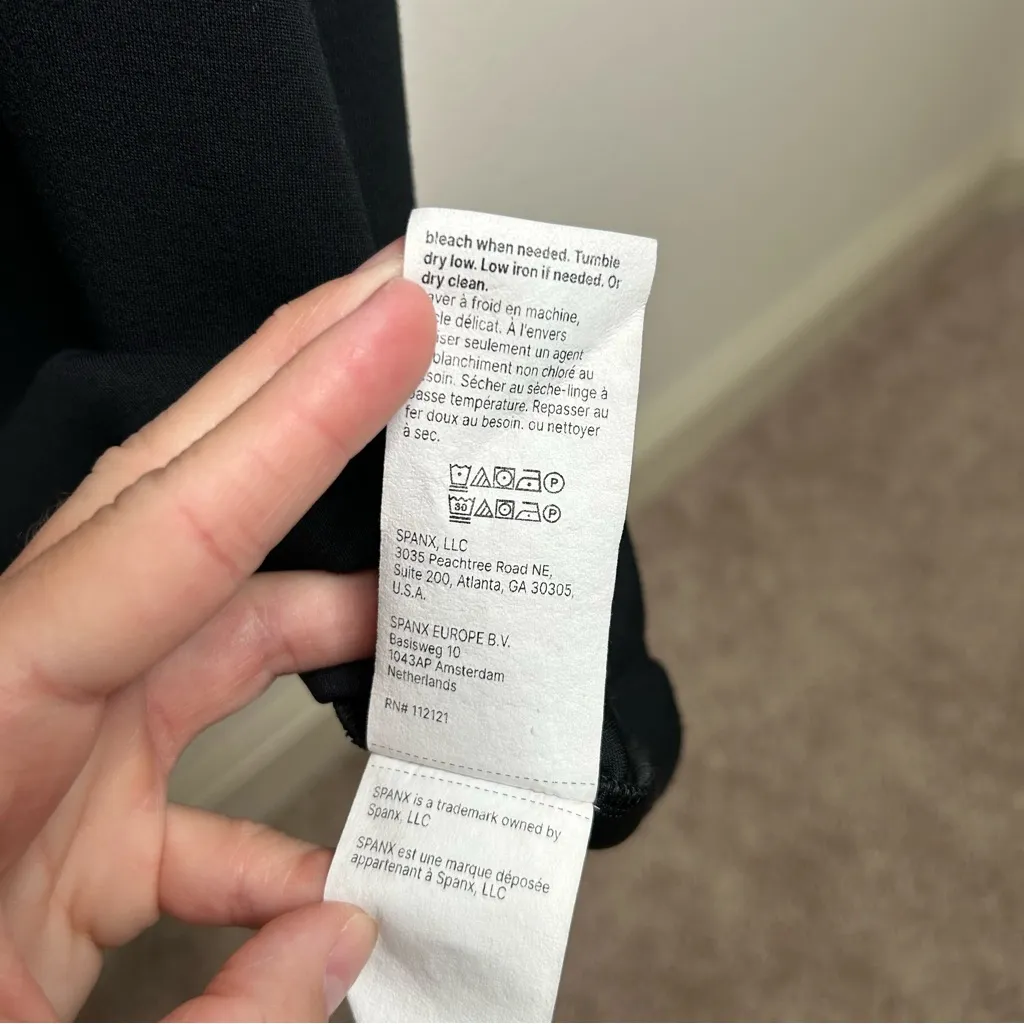 bleach when needed. Tumble
dry low. Low iron if needed. Or
dry clean.
à froid en machine,
délicat. À l'envers
seulement un agent
blanchiment non chloré au
Sécher au sèche-linge à
température. Repasser au
fer doux au besoin. ou nettoyer
à sec.
P
30 P
SPANX, LLC
3035 Peachtree Road NE,
Suite 200, Atlanta, GA 30305,
U.S.A.
SPANX EUROPE B.V.
Basisweg 10
1043AP Amsterdam
Netherlands
RN# 112121
SPANX is a trademark owned by
Spanx, LLC
SPANX est une marque déposée
appartenant à Spanx, LLC